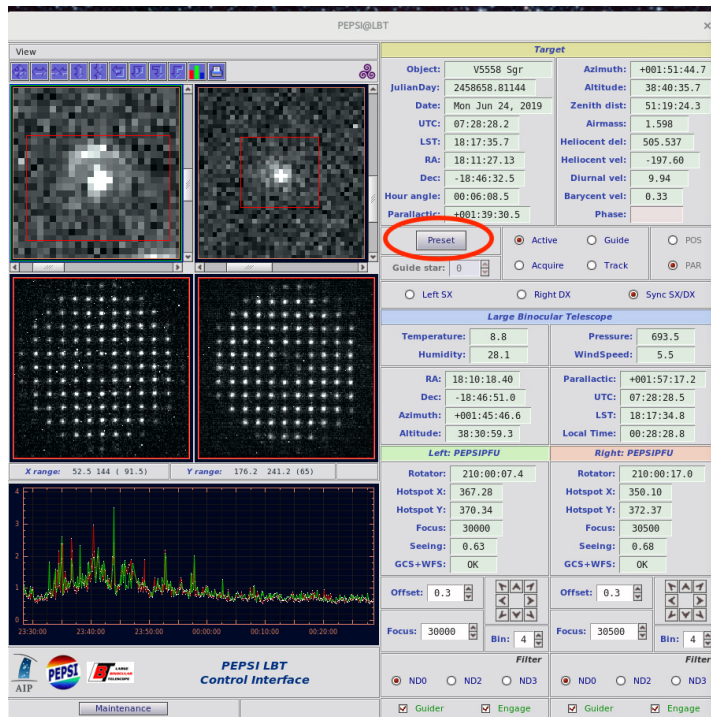 PEPSI@LBT
View
Target
Object: V5558 Sgr Azimuth: +001:51:44.7
JulianDay: 2458658.81144 Altitude: 38:40:35.7
Date: Mon Jun 24, 2019 Zenith dist: 51:19:24.3
UTC: 07:28:28.2 Airmass: 1.598
LST: 18:17:35.7 Heliocent del: 505.537
RA: 18:11:27.13 Heliocent vel: -197.60
Dec: -18:46:32.5 Diurnal vel: 9.94
Hour angle: 00:06:08.5 Barycent vel: 0.33
Parallactic: +001:39:30.5 Phase:
Preset Active Guide POS
Guide star: 0 Acquire Track PAR
Left SX Right DX Sync SX/DX
Large Binocular Telescope
Temperature: 8.8 Pressure: 693.5
Humidity: 28.1 WindSpeed: 5.5
RA: 18:10:18.40 Parallactic: +001:57:17.2
Dec: -18:46:51.0 UTC: 07:28:28.5
Azimuth: +001:45:46.6 LST: 18:17:34.8
Altitude: 38:30:59.3 Local Time: 00:28:28.8
Left: PEPSIPFU Right: PEPSIPFU
Rotator: 210:00:07.4 Rotator: 210:00:17.0
Hotspot X: 367.28 Hotspot X: 350.10
Hotspot Y: 370.34 Hotspot Y: 372.37
Focus: 30000 Focus: 30500
Seeing: 0.63 Seeing: 0.68
GCS+WFS: OK GCS+WFS: OK
Offset: 0.3 Offset: 0.3
Focus: 30000 Bin: 4 Focus: 30500 Bin: 4
Filter Filter
ND0 ND2 ND3 ND0 ND2 ND3
Guider Engage Guider Engage
X range: 52.5 144 ( 91.5) Y range: 176.2 241.2 (65)
4
3
2
1
0
23:30:00 23:40:00 23:50:00 00:00:00 00:10:00 00:20:00
AIP
PEPSI
LARGE
BINOCULAR
TELESCOPE
PEPSI LBT
Control Interface
Maintenance